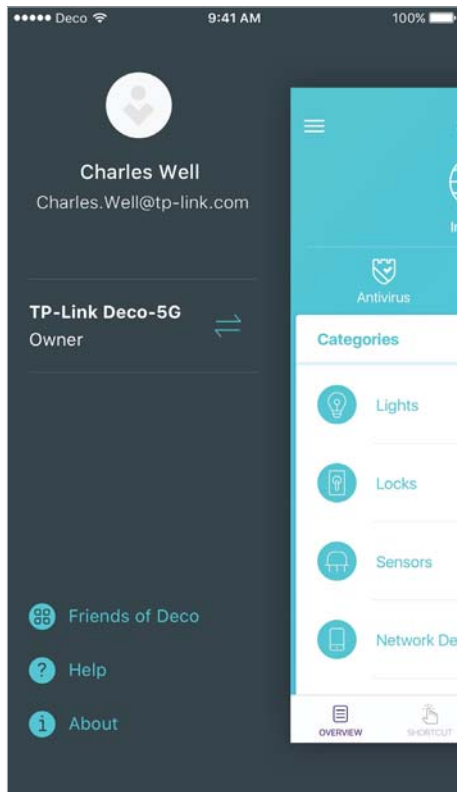 Deco 9:41 AM 100%
Charles Well
Charles.Well@tp-link.com
TP-Link Deco-5G
Owner
Friends of Deco
Help
About
Antivirus
Categories
Lights
Locks
Sensors
Network De
OVERVIEW SHORTCUT